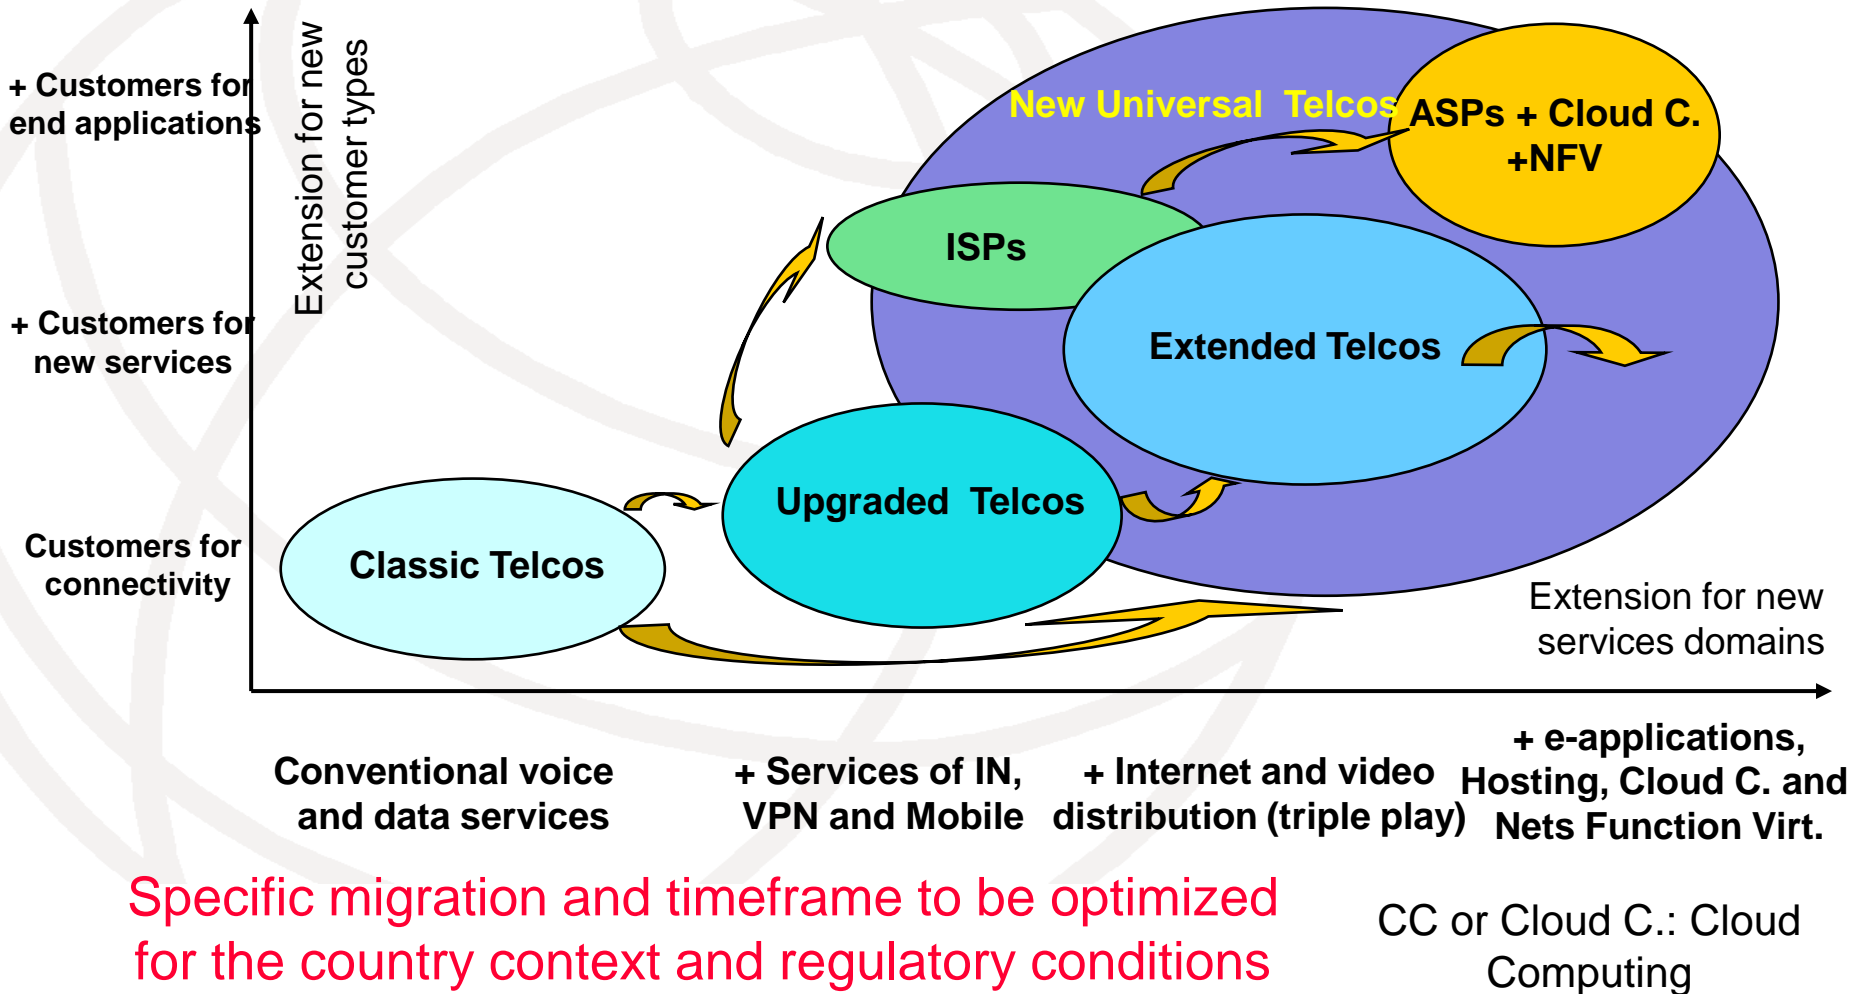 + Customers for
end applications
Extension for new
customer types
+ Customers for
new services
Customers for
connectivity
New Universal Telcos
ASPs + Cloud C.
+NFV
ISPs
Extended Telcos
Upgraded Telcos
Classic Telcos
Extension for new
services domains
Conventional voice
and data services
+ Services of IN,
VPN and Mobile
+ Internet and video
distribution (triple play)
+ e-applications,
Hosting, Cloud C. and
Nets Function Virt.
Specific migration and timeframe to be optimized
for the country context and regulatory conditions
CC or Cloud C.: Cloud
Computing